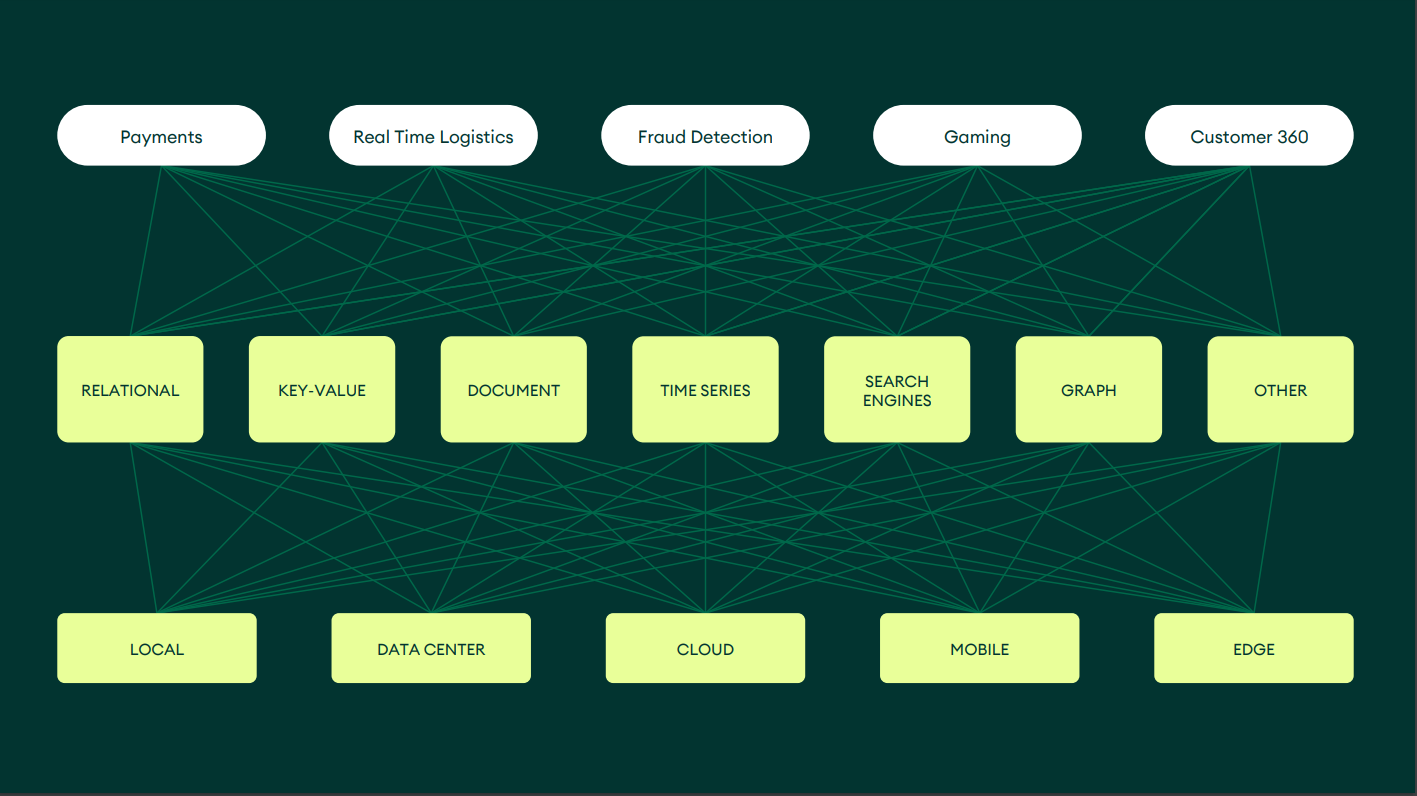 Payments
Real Time Logistics
Fraud Detection
Gaming
Customer 360
RELATIONAL
KEY-VALUE
DOCUMENT
TIME SERIES
SEARCH
ENGINES
GRAPH
OTHER
LOCAL
DATA CENTER
CLOUD
MOBILE
EDGE